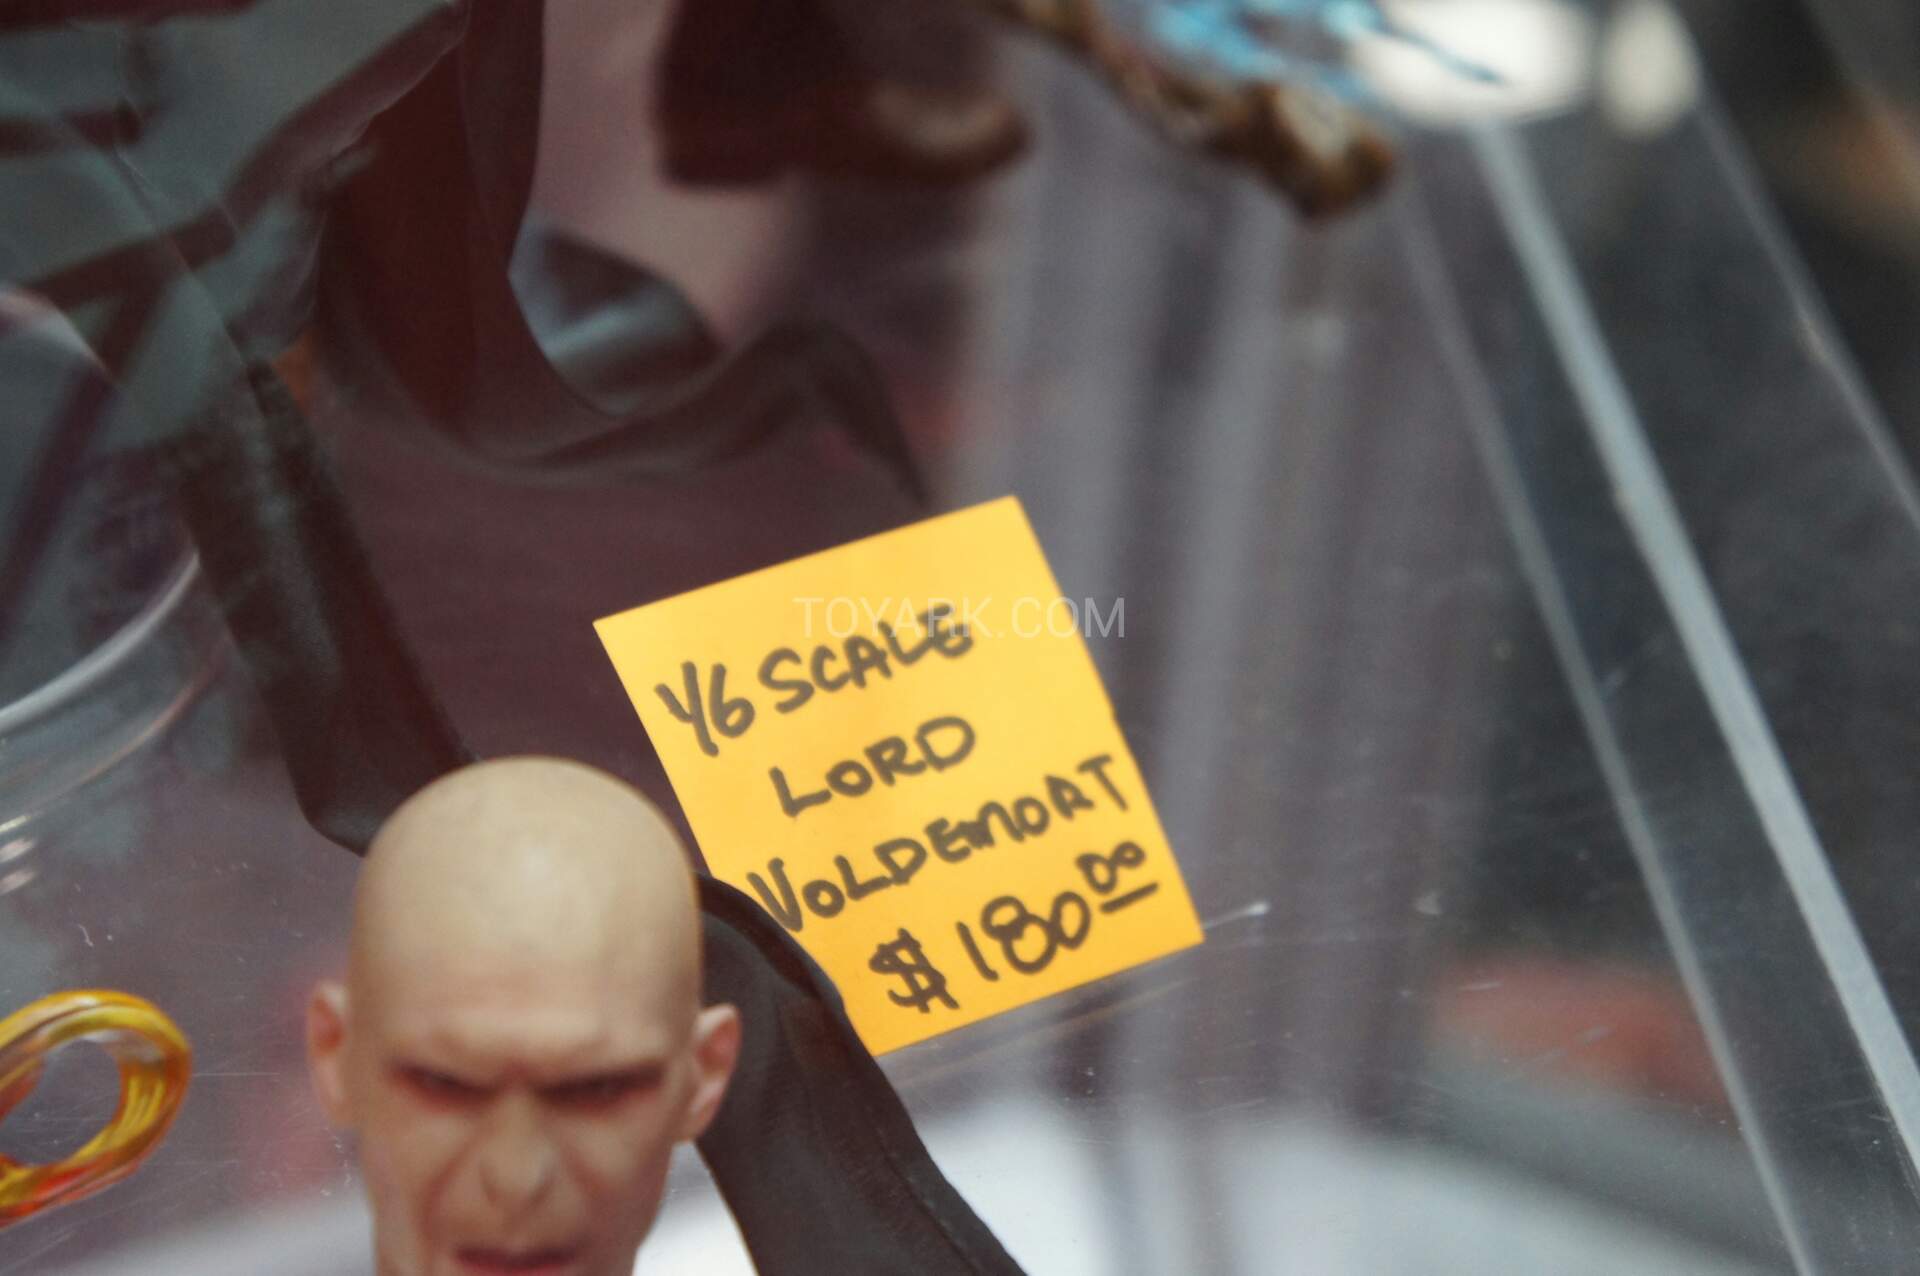 TOYARK.COM
1/6 SCALE
LORD
VOLDEMORT
$180.00